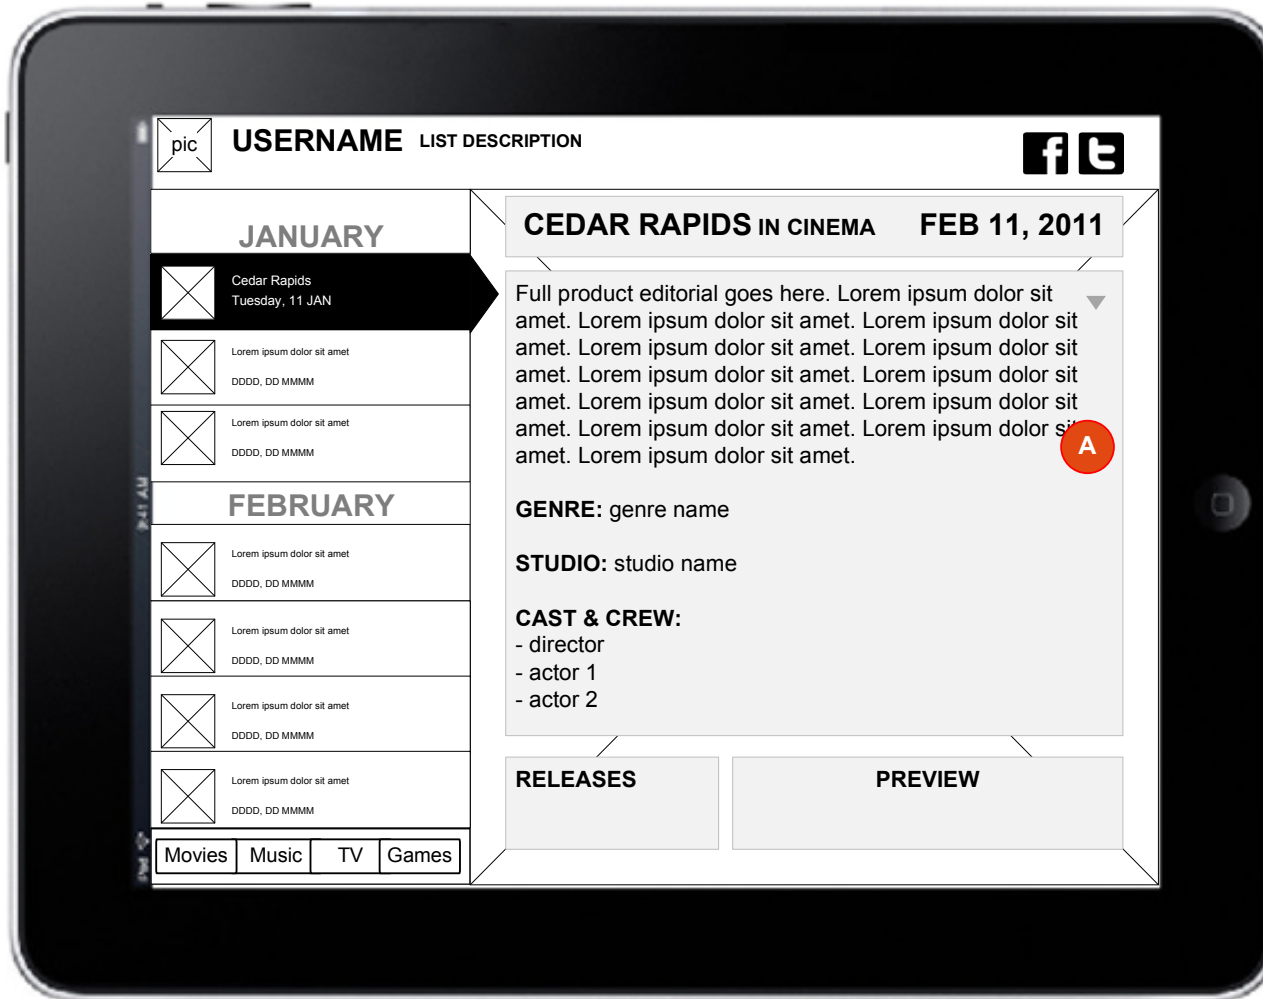 pic
USERNAME LIST DESCRIPTION
JANUARY
Cedar Rapids
Tuesday, 11 JAN
Lorem ipsum dolor sit amet
DDDD, DD MMMM
Lorem ipsum dolor sit amet
DDDD, DD MMMM
FEBRUARY
Lorem ipsum dolor sit amet
DDDD, DD MMMM
Lorem ipsum dolor sit amet
DDDD, DD MMMM
Lorem ipsum dolor sit amet
DDDD, DD MMMM
Lorem ipsum dolor sit amet
DDDD, DD MMMM
Movies Music TV Games
CEDAR RAPIDS IN CINEMA FEB 11, 2011
Full product editorial goes here. Lorem ipsum dolor sit
amet. Lorem ipsum dolor sit amet. Lorem ipsum dolor sit
amet. Lorem ipsum dolor sit amet. Lorem ipsum dolor sit
amet. Lorem ipsum dolor sit amet. Lorem ipsum dolor sit
amet. Lorem ipsum dolor sit amet. Lorem ipsum dolor sit
amet. Lorem ipsum dolor sit amet. Lorem ipsum dolor sit
amet. Lorem ipsum dolor sit amet.
A
GENRE: genre name
STUDIO: studio name
CAST & CREW:
- director
- actor 1
- actor 2
RELEASES
PREVIEW